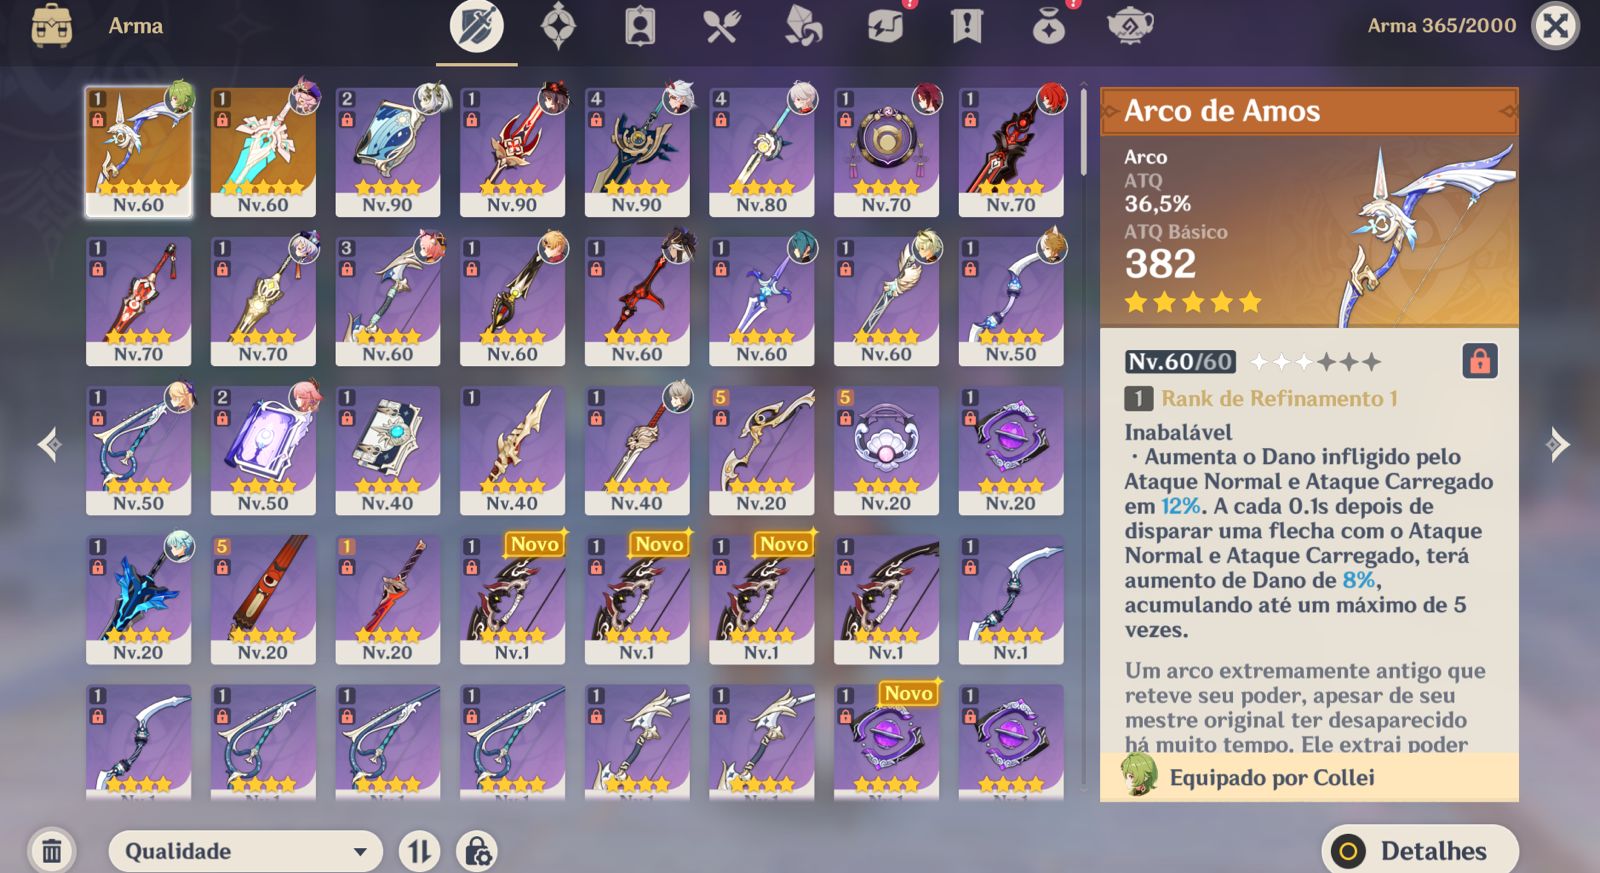 Arma
Arma 365/2000
1
1
2
1
4
4
1
1
Nv.60
Nv.60
Nv.90
Nv.90
Nv.90
Nv.80
Nv.70
Nv.70
1
1
3
1
1
1
1
1
Nv.70
Nv.70
Nv.60
Nv.60
Nv.60
Nv.60
Nv.60
Nv.50
1
2
1
1
1
5
5
1
Nv.50
Nv.50
Nv.40
Nv.40
Nv.40
Nv.20
Nv.20
Nv.20
1
5
1
1
Novo
1
Novo
1
Novo
1
1
Nv.20
Nv.20
Nv.20
Nv.1
Nv.1
Nv.1
Nv.1
Nv.1
1
1
1
1
1
1
1
Novo
1
Arco de Amos
Arco
ATQ
36,5%
ATQ Básico
382
Nv.60/60
1 Rank de Refinamento 1
Inabalável
· Aumenta o Dano infligido pelo
Ataque Normal e Ataque Carregado
em 12%. A cada 0.1s depois de
disparar uma flecha com o Ataque
Normal e Ataque Carregado, terá
aumento de Dano de 8%,
acumulando até um máximo de 5
vezes.
Um arco extremamente antigo que
reteve seu poder, apesar de seu
mestre original ter desaparecido
há muito tempo. Ele extrai poder
Equipado por Collei
Qualidade
Detalhes